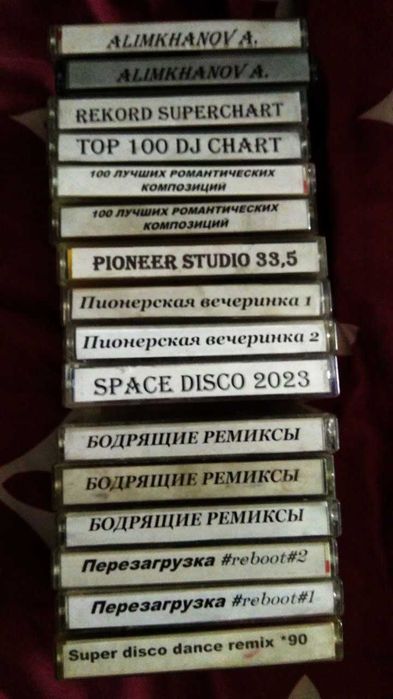 ALIMKHANOV A.
ALIMKHANOV A.
REKORD SUPERCHART
TOP 100 DJ CHART
100 ЛУЧШИХ РОМАНТИЧЕСКИХ
КОМПОЗИЦИЙ
100 ЛУЧШИХ РОМАНТИЧЕСКИХ
КОМПОЗИЦИЙ
PIONEER STUDIO 33,5
Пионерская вечеринка 1
Пионерская вечеринка 2
SPACE DISCO 2023
БОДРЯЩИЕ РЕМИКСЫ
БОДРЯЩИЕ РЕМИКСЫ
БОДРЯЩИЕ РЕМИКСЫ
Перезагрузка #reboot#2
Перезагрузка #reboot#1
Super disco dance remix *90